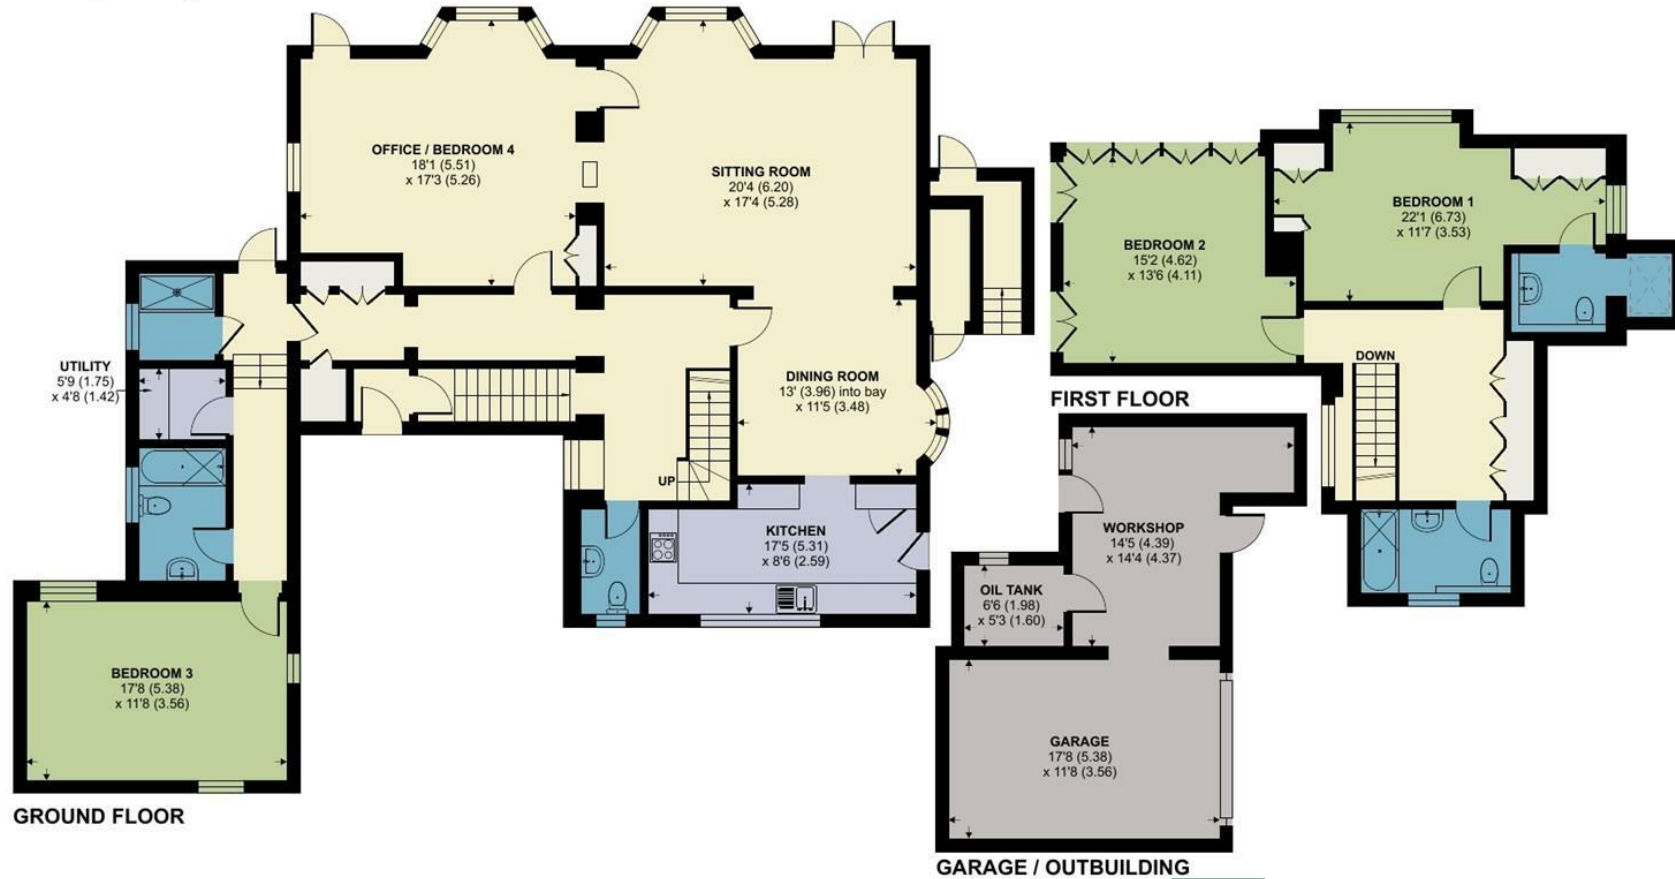 OFFICE / BEDROOM 4
18'1 (5.51)
x 17'3 (5.26)
SITTING ROOM
20'4 (6.20)
x 17'4 (5.28)
UTILITY
5'9 (1.75)
x 4'8 (1.42)
DINING ROOM
13' (3.96) into bay
x 11'5 (3.48)
UP
KITCHEN
17'5 (5.31)
x 8'6 (2.59)
BEDROOM 3
17'8 (5.38)
x 11'8 (3.56)
GROUND FLOOR
BEDROOM 1
22'1 (6.73)
x 11'7 (3.53)
BEDROOM 2
15'2 (4.62)
x 13'6 (4.11)
DOWN
FIRST FLOOR
WORKSHOP
14'5 (4.39)
x 14'4 (4.37)
OIL TANK
6'6 (1.98)
x 5'3 (1.60)
GARAGE
17'8 (5.38)
x 11'8 (3.56)
GARAGE / OUTBUILDING